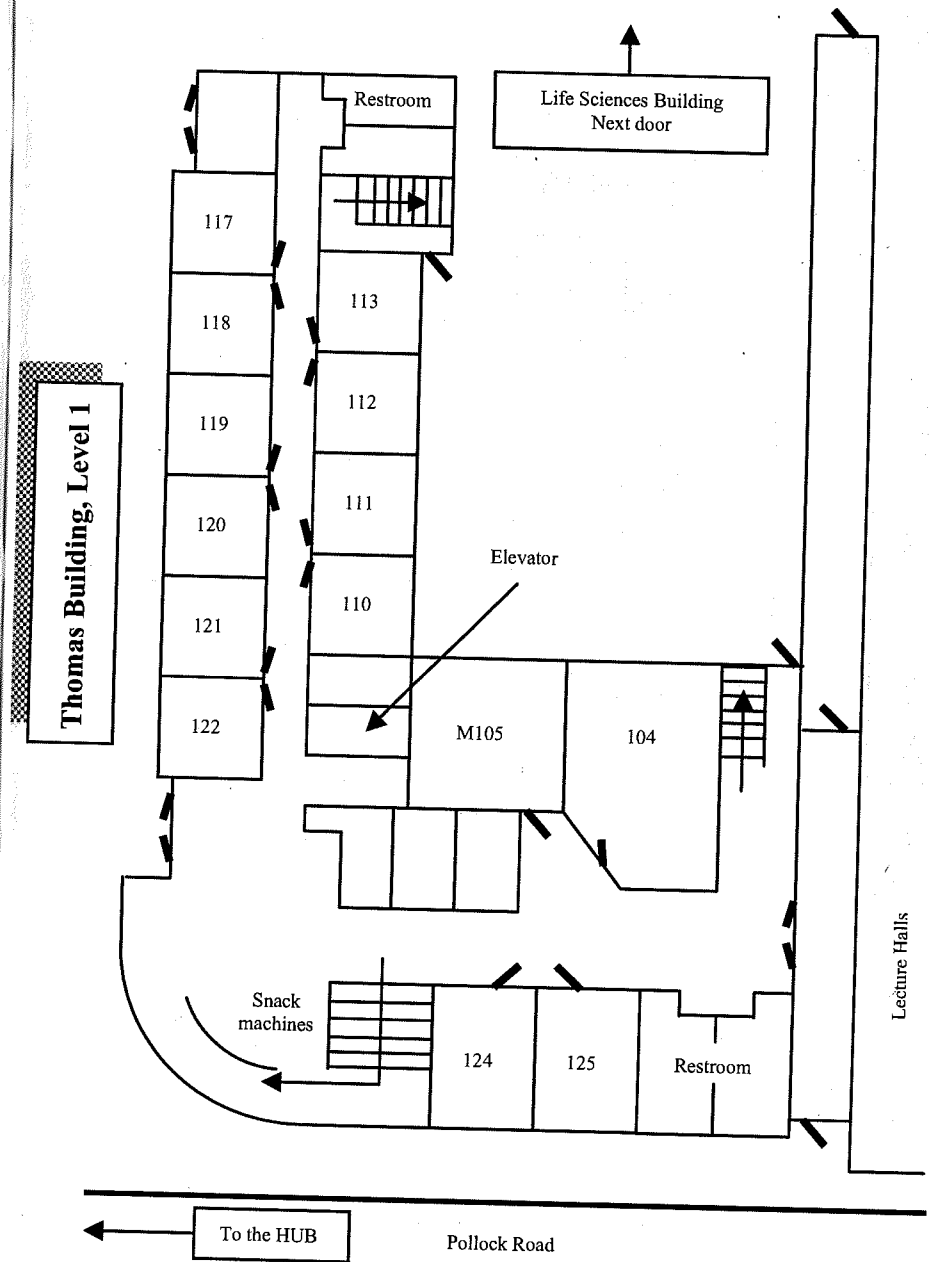 Restroom
Life Sciences Building
Next door
117
118
113
119
112
Thomas Building, Level 1
120
111
Elevator
121
110
122
M105
104
Lecture Halls
Snack
machines
124
125
Restroom
To the HUB
Pollock Road